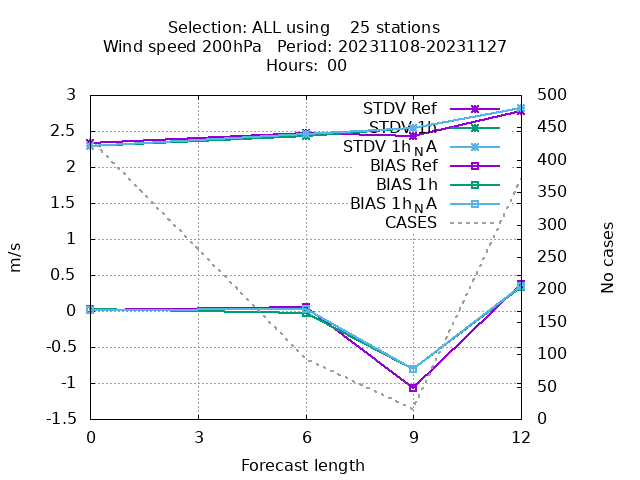 Selection: ALL using    25 stations
Wind speed 200hPa   Period: 20231108-20231127
Hours: 00
3
2.5
2
1.5
1
0.5
0
-0.5
-1
-1.5
m/s
STDV Ref
STDV 1h
STDV 1h_N A
BIAS Ref
BIAS 1h
BIAS 1h_N A
CASES
500
450
400
350
300
250
200
150
100
50
0
No cases
0 3 6 9 12
Forecast length